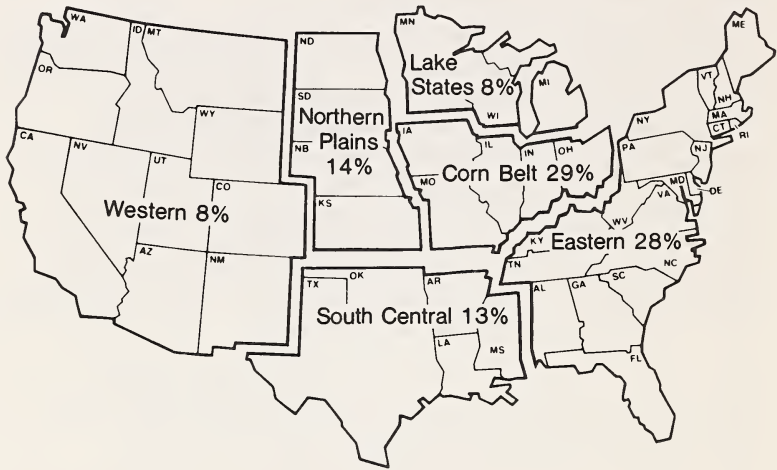 WA
ID
MT
OR
WY
CA
NV
UT
CO
AZ
NM
Western 8%
ND
SD
Northern
Plains
NB
14%
KS
MN
Lake
States 8%
MI
WI
IA
IL
IN
OH
MO
Corn Belt 29%
TX
OK
AR
South Central 13%
LA
MS
ME
VT
NH
NY
MA
CT
RI
PA
NJ
MD
DE
VA
WV
KY
Eastern 28%
TN
NC
SC
AL
GA
FL